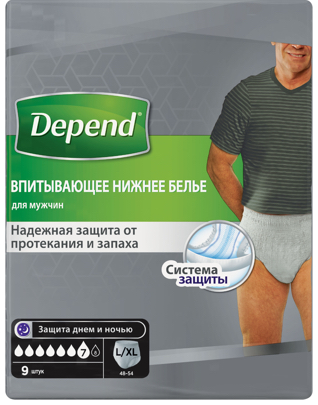 Depend®
ВПИТЫВАЮЩЕЕ НИЖНЕЕ БЕЛЬЕ
для мужчин
Надежная защита от
протекания и запаха
Система
защиты
Защита днем и ночью
7 8
L/XL
9 штук
48-54